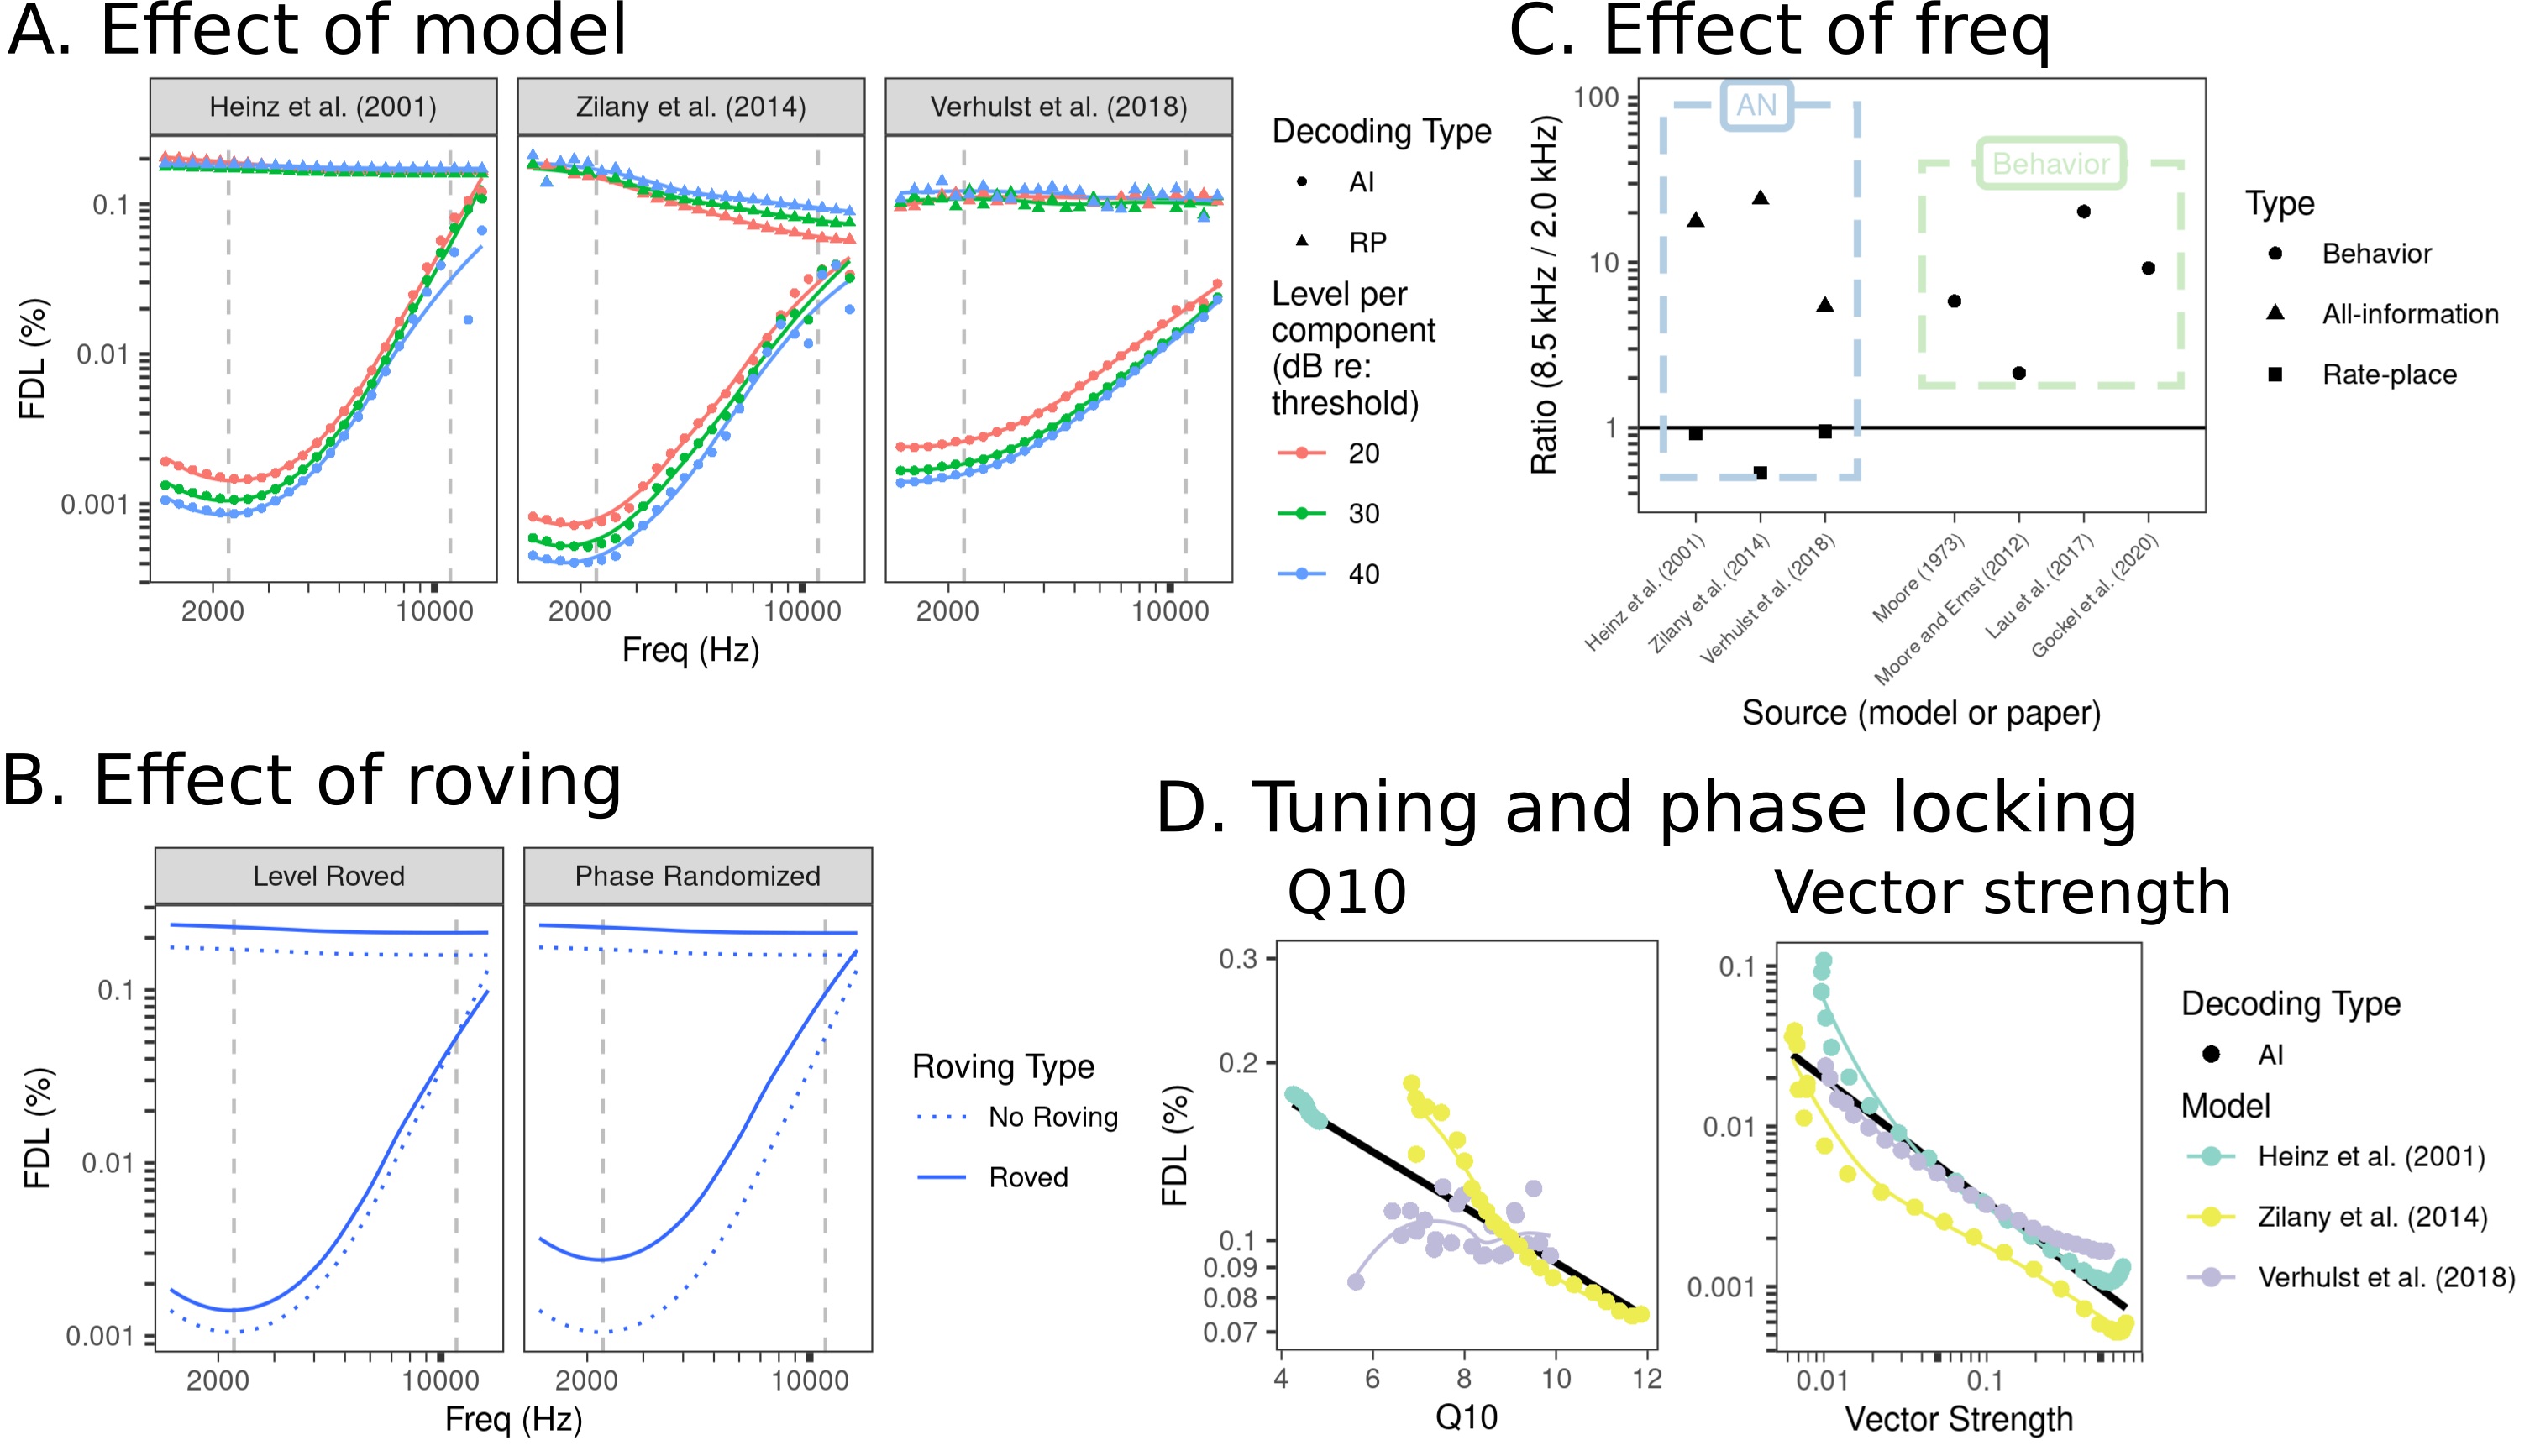 A. Effect of model
Heinz et al. (2001)
Zilany et al. (2014)
Verhulst et al. (2018)
FDL (%)
0.1
0.01
0.001
2000
10000
2000
10000
2000
10000
Freq (Hz)
Decoding Type
AI
RP
Level per
component
(dB re:
threshold)
20
30
40
C. Effect of freq
Ratio (8.5 kHz / 2.0 kHz)
100
10
1
AN
Behavior
Heinz et al. (2001)
Zilany et al. (2014)
Verhulst et al. (2018)
Moore (1973)
Moore and Ernst (2012)
Lau et al. (2017)
Gockel et al. (2020)
Source (model or paper)
Type
Behavior
All-information
Rate-place
B. Effect of roving
Level Roved
Phase Randomized
FDL (%)
0.1
0.01
0.001
2000
10000
2000
10000
Freq (Hz)
Roving Type
No Roving
Roved
D. Tuning and phase locking
Q10
FDL (%)
0.3
0.2
0.1
0.09
0.08
0.07
4
6
8
10
12
Q10
Vector strength
0.1
0.01
0.001
0.01
0.1
Vector Strength
Decoding Type
AI
Model
Heinz et al. (2001)
Zilany et al. (2014)
Verhulst et al. (2018)